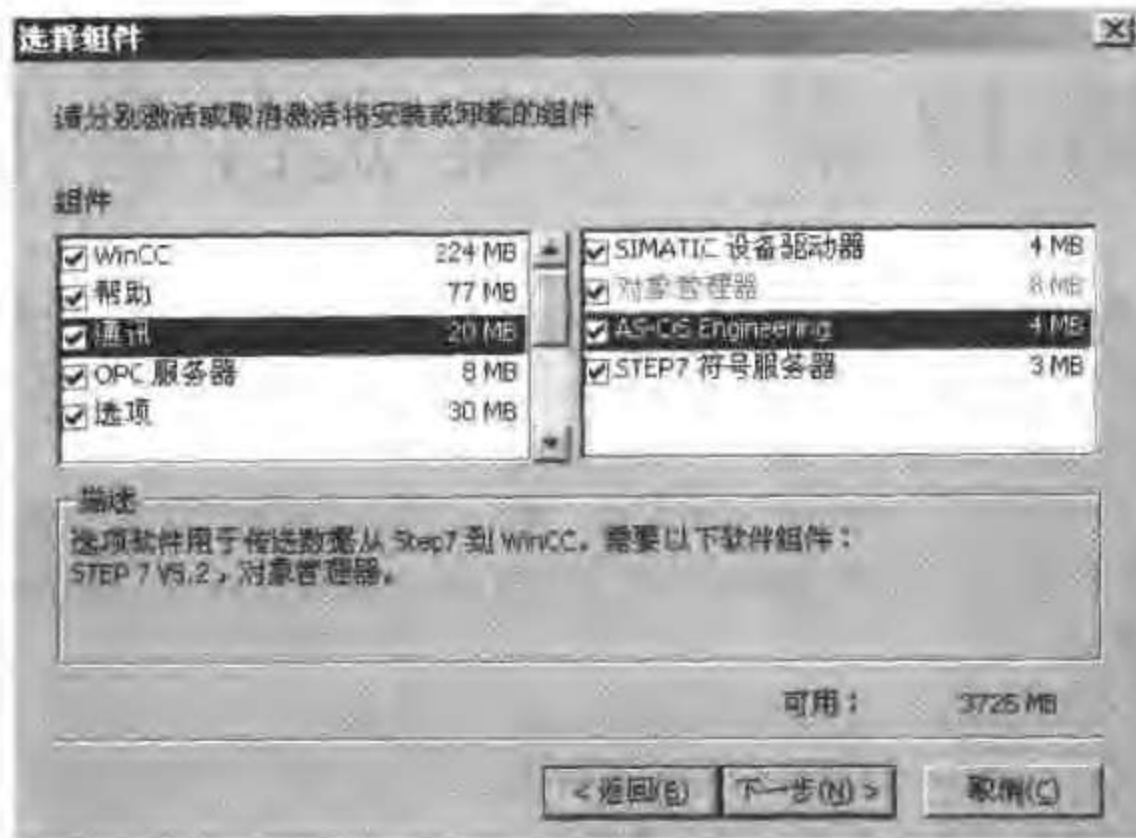 选择组件
请分别激活或取消激活将安装或卸载的组件
组件
WinCC 224 MB
帮助 77 MB
通讯 20 MB
OPC 服务器 8 MB
选项 30 MB
SIMATIC 设备驱动器 4 MB
对象管理器 8 MB
AS-OS Engineering 4 MB
STEP7 符号服务器 3 MB
描述
选项软件用于传送数据从 Step7 到 WinCC。需要以下软件组件：
STEP 7 V5.2，对象管理器。
可用： 3725 MB
<返回(B) 下一步(N)> 取消(C)